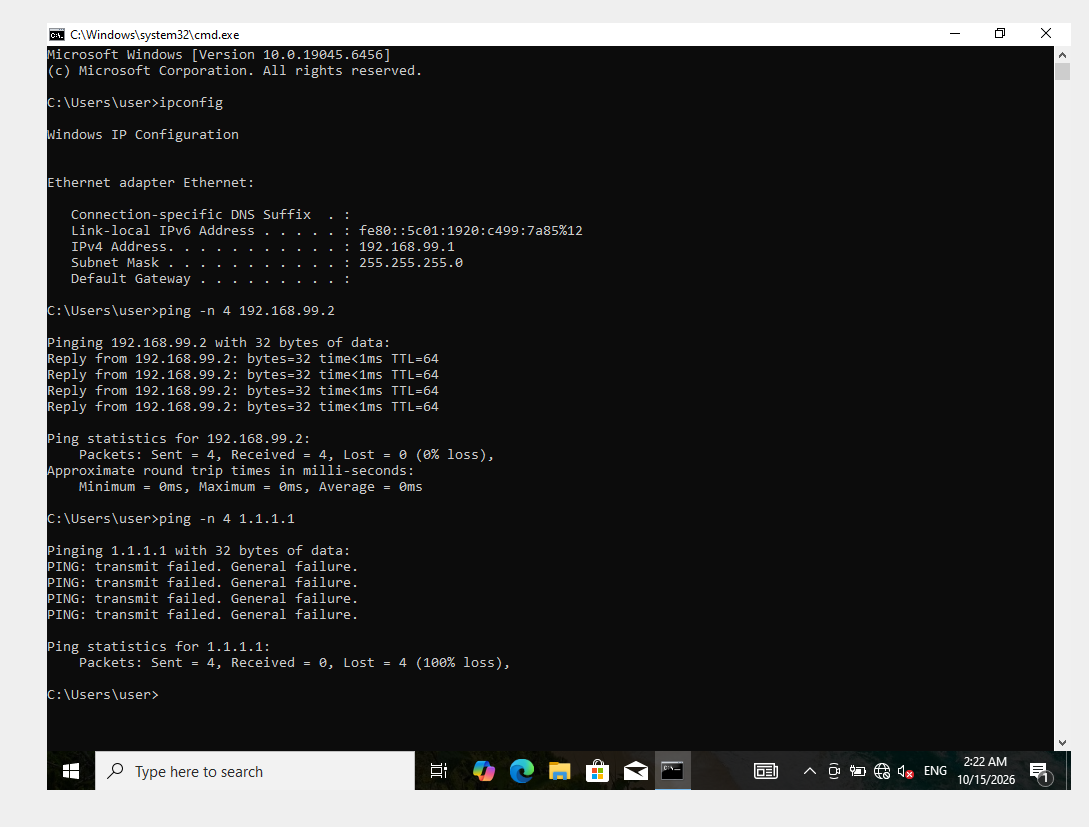 C:\Windows\system32\cmd.exe
Microsoft Windows [Version 10.0.19045.6456]
(c) Microsoft Corporation. All rights reserved.
C:\Users\user>ipconfig
Windows IP Configuration
Ethernet adapter Ethernet:
   Connection-specific DNS Suffix  . :
   Link-local IPv6 Address . . . . . : fe80::5c01:1920:c499:7a85%12
   IPv4 Address. . . . . . . . . . . : 192.168.99.1
   Subnet Mask . . . . . . . . . . . : 255.255.255.0
   Default Gateway . . . . . . . . . :
C:\Users\user>ping -n 4 192.168.99.2
Pinging 192.168.99.2 with 32 bytes of data:
Reply from 192.168.99.2: bytes=32 time<1ms TTL=64
Reply from 192.168.99.2: bytes=32 time<1ms TTL=64
Reply from 192.168.99.2: bytes=32 time<1ms TTL=64
Reply from 192.168.99.2: bytes=32 time<1ms TTL=64
Ping statistics for 192.168.99.2:
    Packets: Sent = 4, Received = 4, Lost = 0 (0% loss),
Approximate round trip times in milli-seconds:
    Minimum = 0ms, Maximum = 0ms, Average = 0ms
C:\Users\user>ping -n 4 1.1.1.1
Pinging 1.1.1.1 with 32 bytes of data:
PING: transmit failed. General failure.
PING: transmit failed. General failure.
PING: transmit failed. General failure.
PING: transmit failed. General failure.
Ping statistics for 1.1.1.1:
    Packets: Sent = 4, Received = 0, Lost = 4 (100% loss),
C:\Users\user>
Type here to search
ENG
2:22 AM
10/15/2026
1